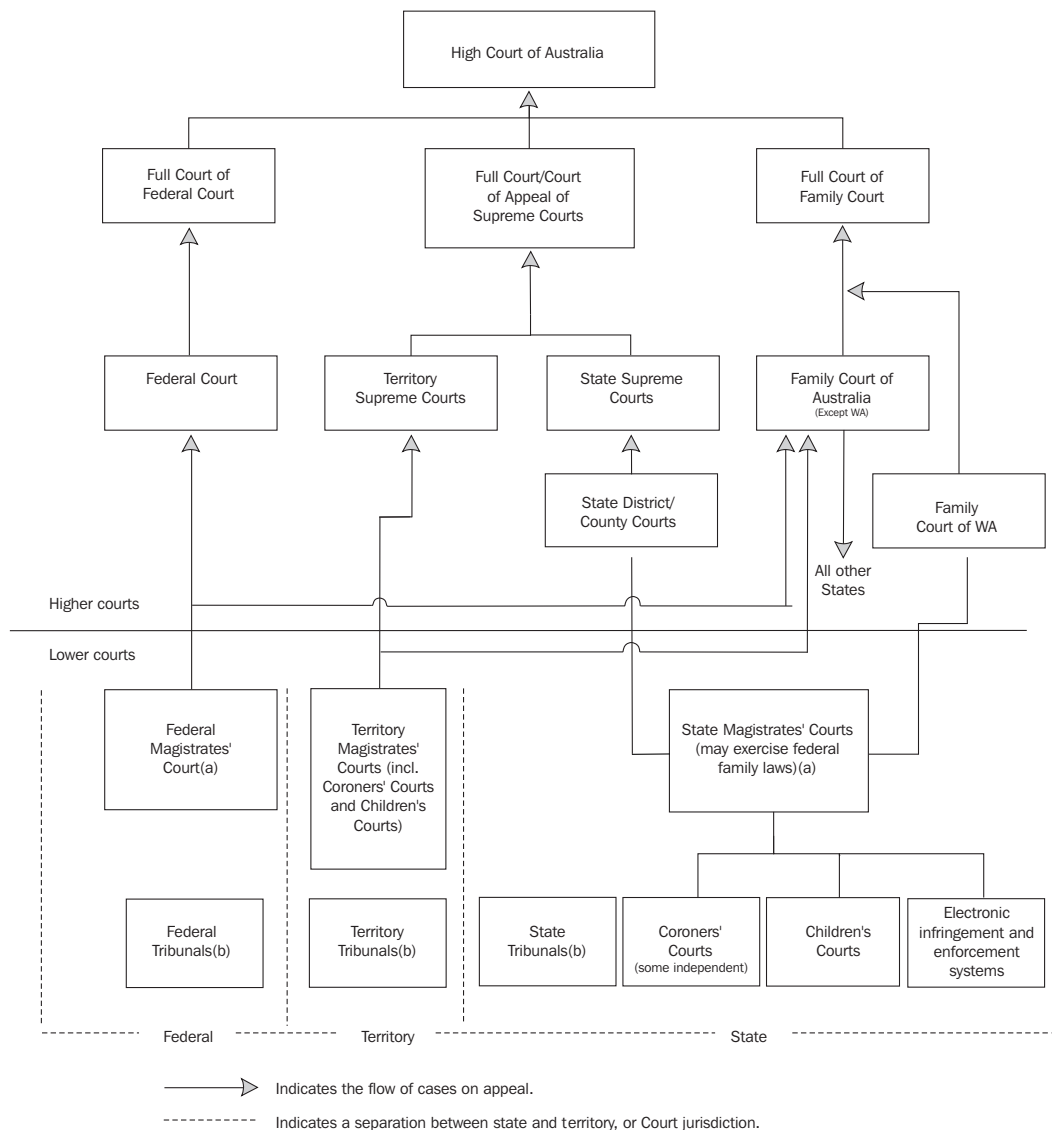 High Court of Australia
Full Court of
Federal Court
Full Court/Court
of Appeal of
Supreme Courts
Full Court of
Family Court
Federal Court
Territory
Supreme Courts
State Supreme
Courts
Family Court of
Australia
(Except WA)
State District/
County Courts
Family
Court of WA
All other
States
Higher courts
Lower courts
Federal
Magistrates'
Court(a)
Territory
Magistrates'
Courts (incl.
Coroners' Courts
and Children's
Courts)
State Magistrates' Courts
(may exercise federal
family laws)(a)
Federal
Tribunals(b)
Territory
Tribunals(b)
State
Tribunals(b)
Coroners'
Courts
(some independent)
Children's
Courts
Electronic
infringement and
enforcement
systems
Federal
Territory
State
Indicates the flow of cases on appeal.
Indicates a separation between state and territory, or Court jurisdiction.